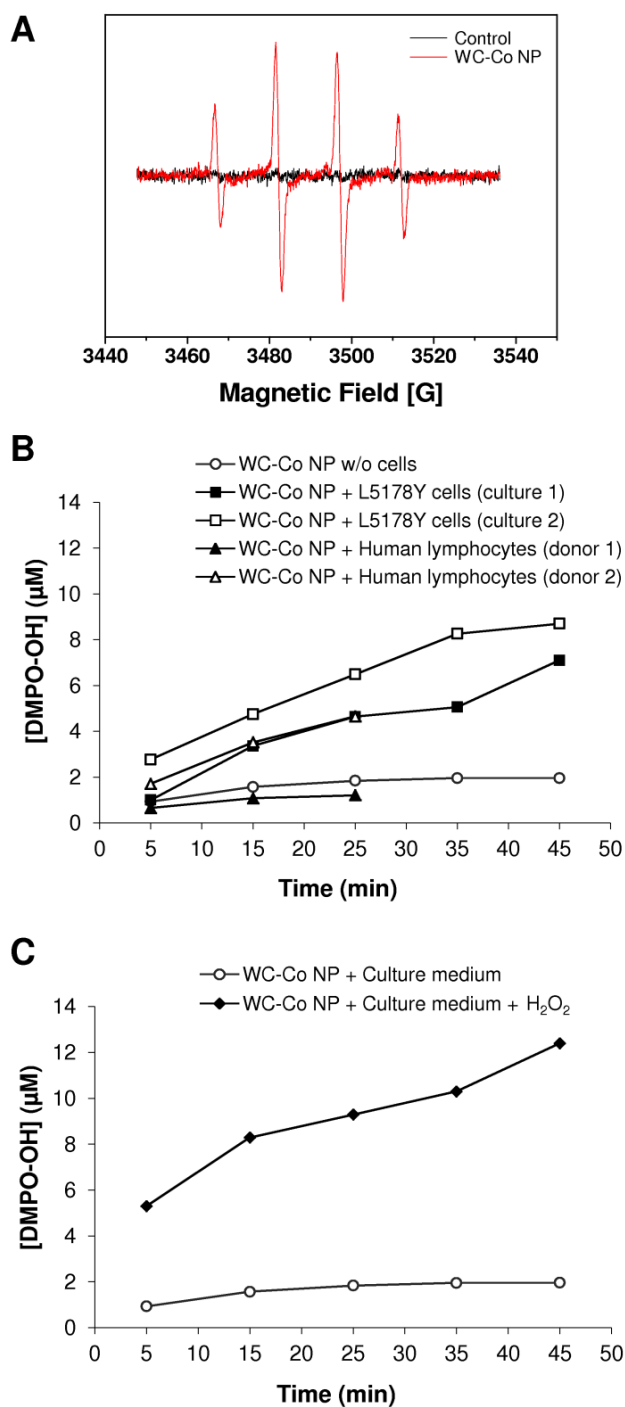 A
Control
WC-Co NP
3440 3460 3480 3500 3520 3540
Magnetic Field [G]
B
WC-Co NP w/o cells
WC-Co NP + L5178Y cells (culture 1)
WC-Co NP + L5178Y cells (culture 2)
WC-Co NP + Human lymphocytes (donor 1)
WC-Co NP + Human lymphocytes (donor 2)
[DMPO-OH] (µM)
14
12
10
8
6
4
2
0
0 5 10 15 20 25 30 35 40 45 50
Time (min)
C
WC-Co NP + Culture medium
WC-Co NP + Culture medium + H₂O₂
[DMPO-OH] (µM)
14
12
10
8
6
4
2
0
0 5 10 15 20 25 30 35 40 45 50
Time (min)